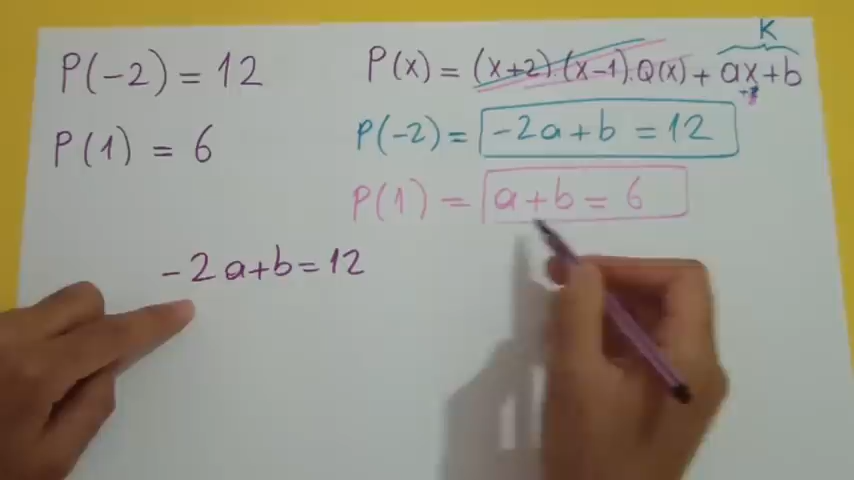 P(-2) = 12
P(1) = 6
K
P(x) = (x+2).(x-1).Q(x) + ax+b
P(-2) = -2a+b = 12
P(1) = a+b = 6
-2a+b=12